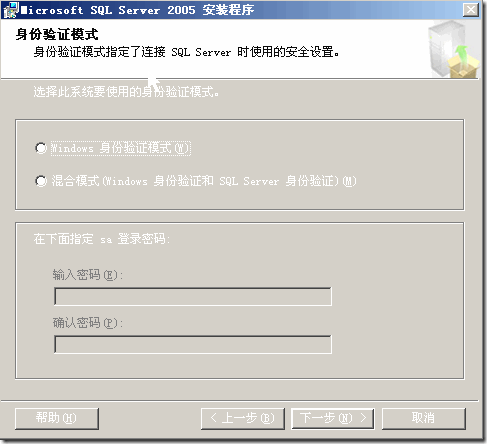 Microsoft SQL Server 2005 安装程序
身份验证模式
身份验证模式指定了连接 SQL Server 时使用的安全设置。
选择此系统要使用的身份验证模式。
Windows 身份验证模式(W)
混合模式(Windows 身份验证和 SQL Server 身份验证)(M)
在下面指定 sa 登录密码:
输入密码(E):
确认密码(P):
帮助(H)
< 上一步(B)
下一步(N) >
取消